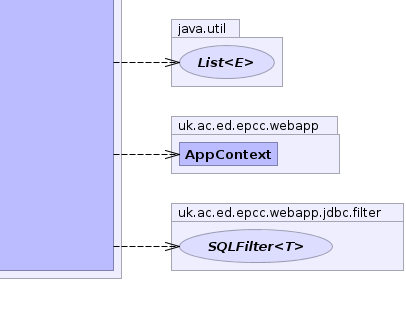 java.util
List<E>
uk.ac.ed.epcc.webapp
AppContext
uk.ac.ed.epcc.webapp.jdbc.filter
SQLFilter<T>